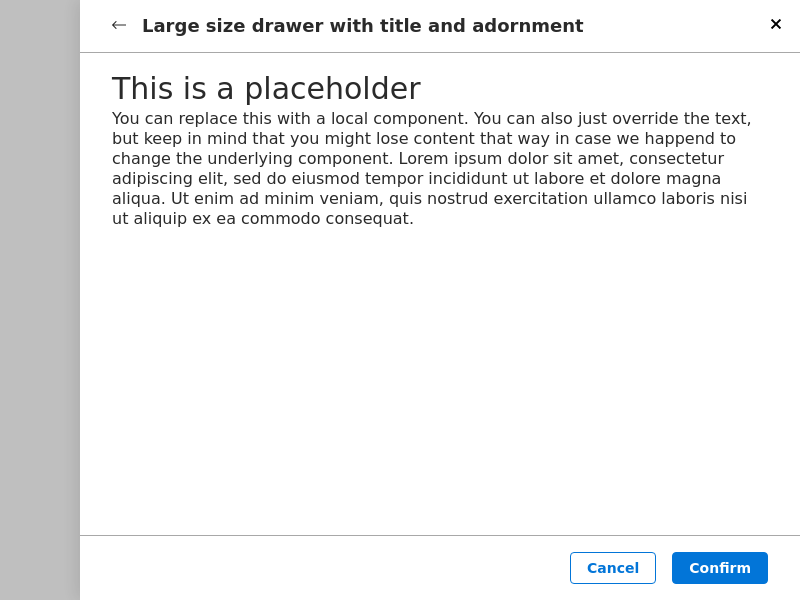 Large size drawer with title and adornment
This is a placeholder
You can replace this with a local component. You can also just override the text,
but keep in mind that you might lose content that way in case we happend to
change the underlying component. Lorem ipsum dolor sit amet, consectetur
adipiscing elit, sed do eiusmod tempor incididunt ut labore et dolore magna
aliqua. Ut enim ad minim veniam, quis nostrud exercitation ullamco laboris nisi
ut aliquip ex ea commodo consequat.
Cancel
Confirm